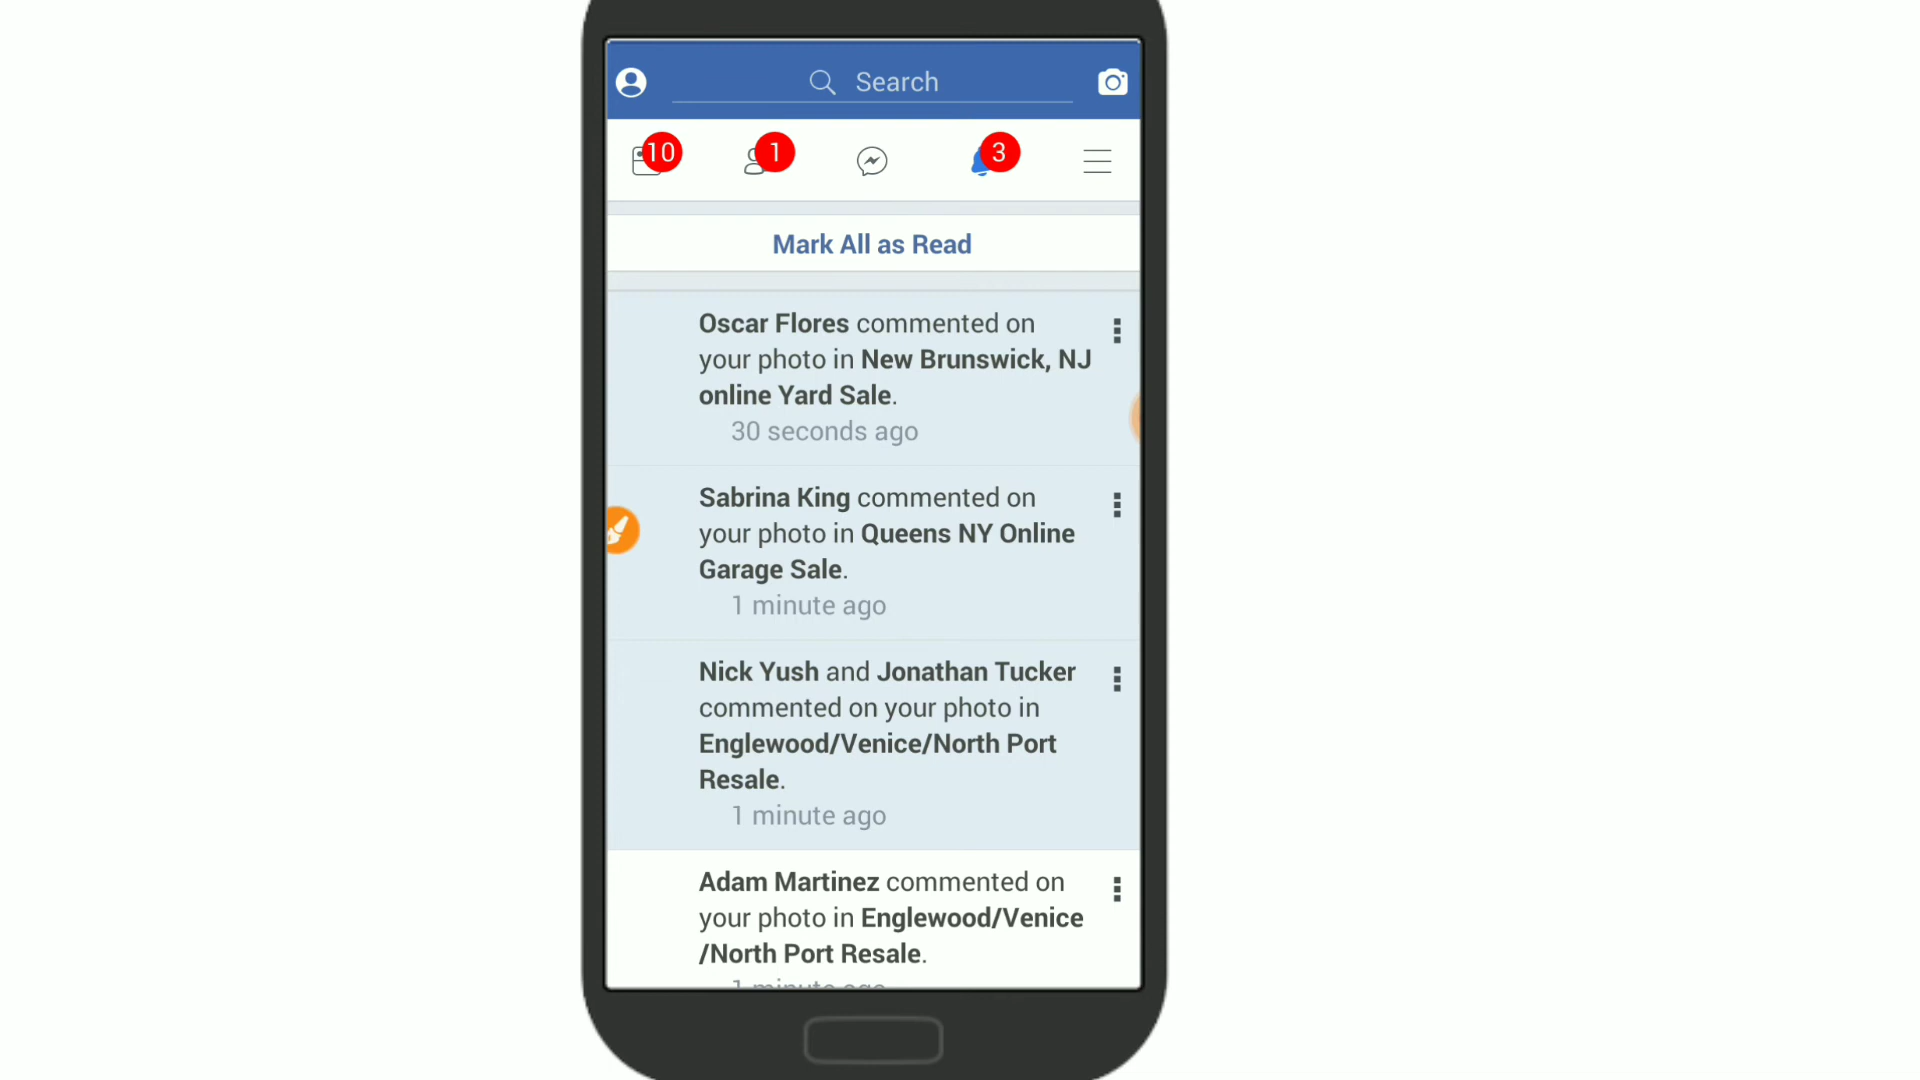 Search
10
1
3
Mark All as Read
Oscar Flores commented on
your photo in New Brunswick, NJ
online Yard Sale.
30 seconds ago
Sabrina King commented on
your photo in Queens NY Online
Garage Sale.
1 minute ago
Nick Yush and Jonathan Tucker
commented on your photo in
Englewood/Venice/North Port
Resale.
1 minute ago
Adam Martinez commented on
your photo in Englewood/Venice
/North Port Resale.
1 minute ago